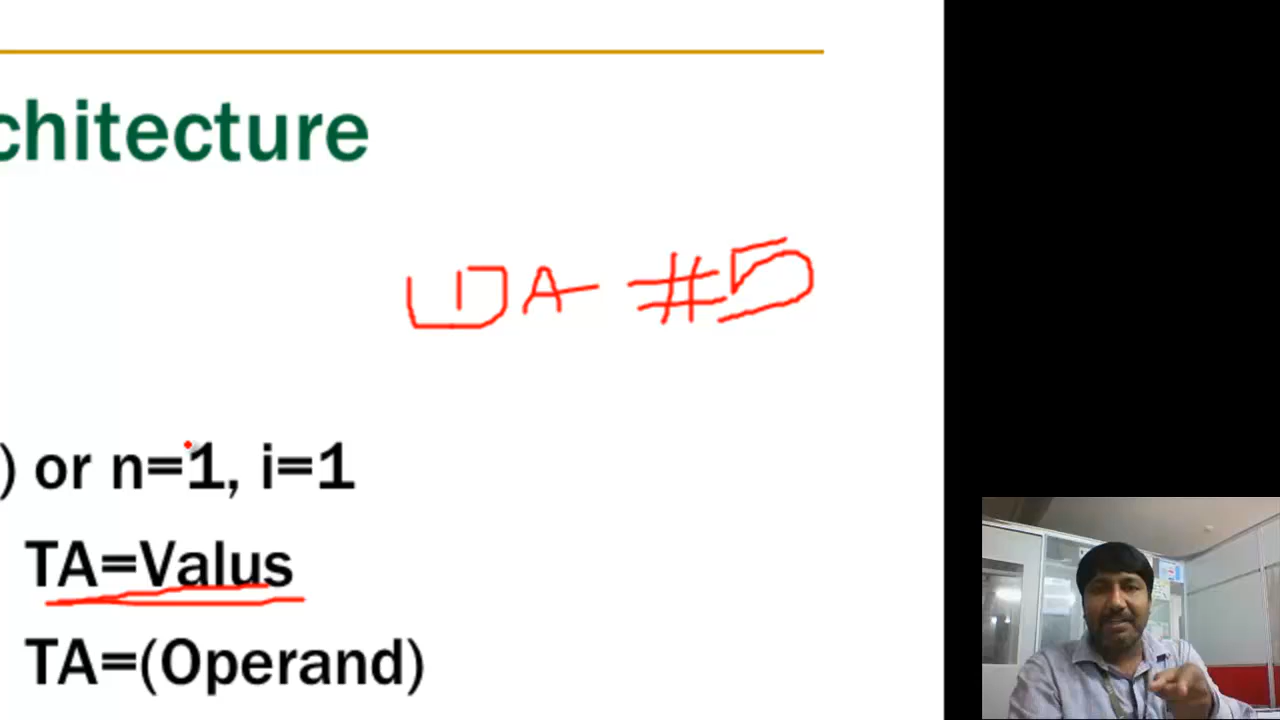 chitecture
LDA #5
) or n=1, i=1
TA=Valus
TA=(Operand)